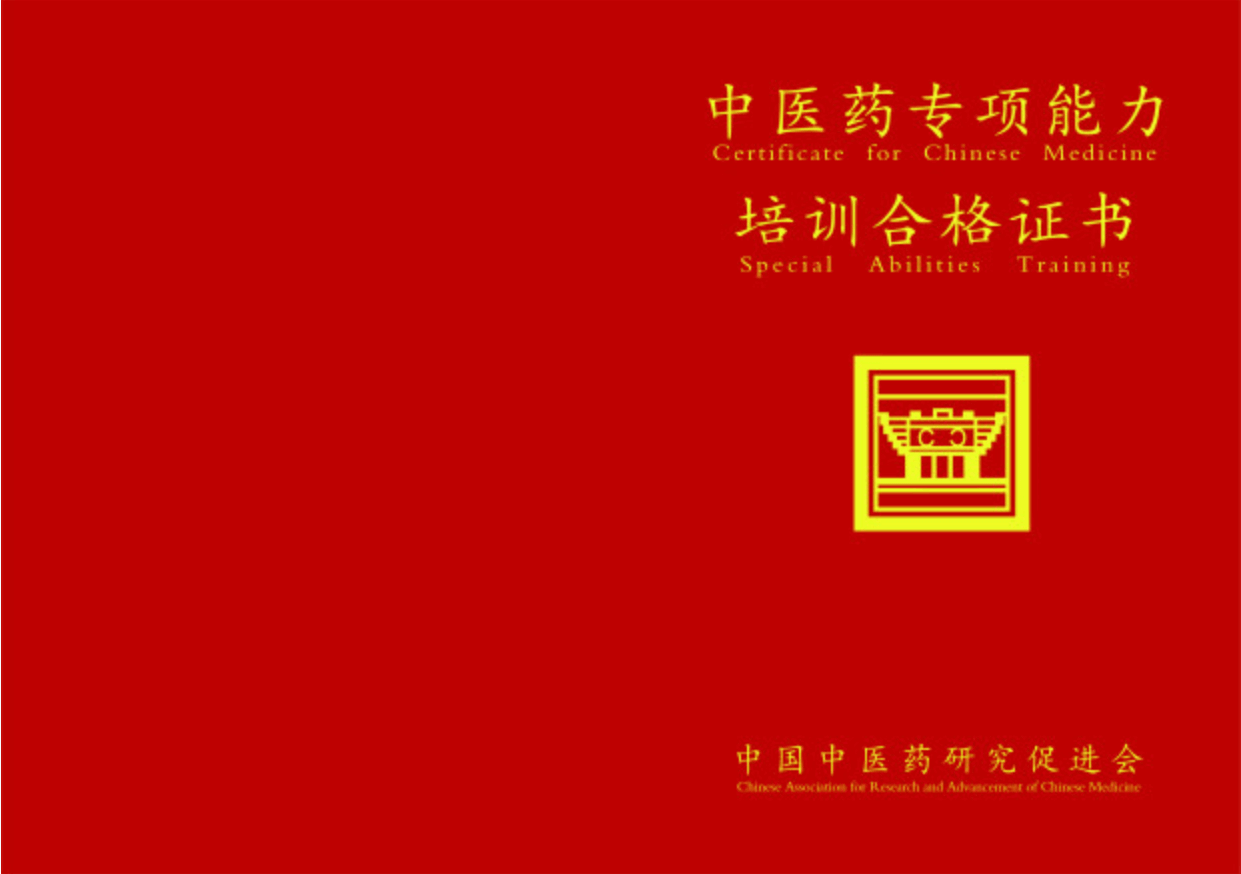 中医药专项能力
Certificate for Chinese Medicine
培训合格证书
Special Abilities Training
中国中医药研究促进会
Chinese Association for Research and Advancement of Chinese Medicine